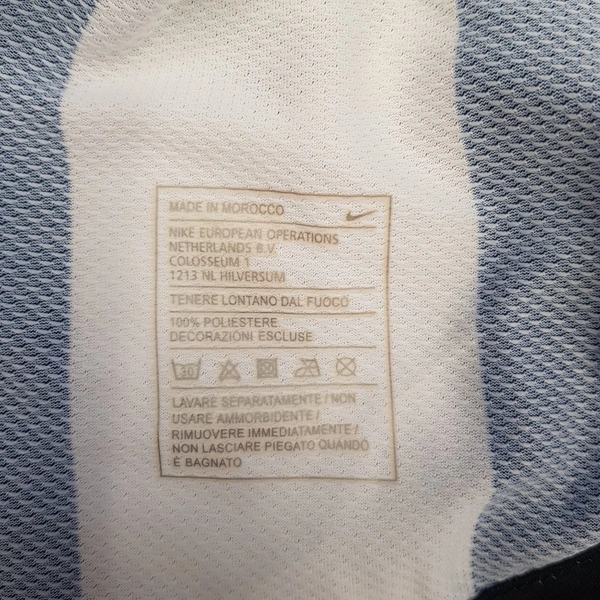 MADE IN MOROCCO
NIKE EUROPEAN OPERATIONS
NETHERLANDS B.V.
COLOSSEUM 1
1213 NL HILVERSUM
TENERE LONTANO DAL FUOCO
100% POLIESTERE
DECORAZIONI ESCLUSE
30
LAVARE SEPARATAMENTE / NON
USARE AMMORBIDENTE /
RIMUOVERE IMMEDIATAMENTE /
NON LASCIARE PIEGATO QUANDO
È BAGNATO